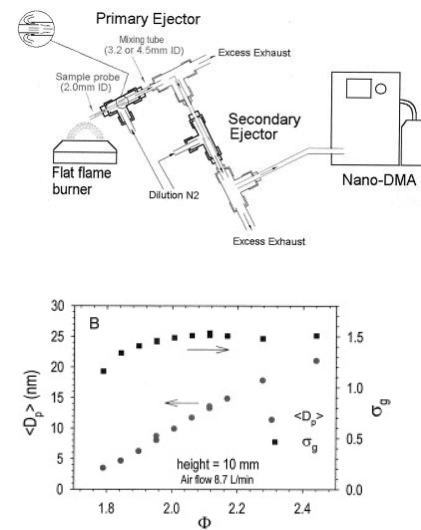 Primary Ejector
Mixing tube
(3.2 or 4.5mm ID)
Excess Exhaust
Sample probe
(2.0mm ID)
Secondary
Ejector
Flat flame
burner
Dilution N2
Nano-DMA
Excess Exhaust
B
30
25
20
15
10
5
0
<Dp> (nm)
1.5
1.0
0.5
0.0
σg
<Dp>
σg
height = 10 mm
Air flow 8.7 L/min
1.8 2.0 2.2 2.4
Φ